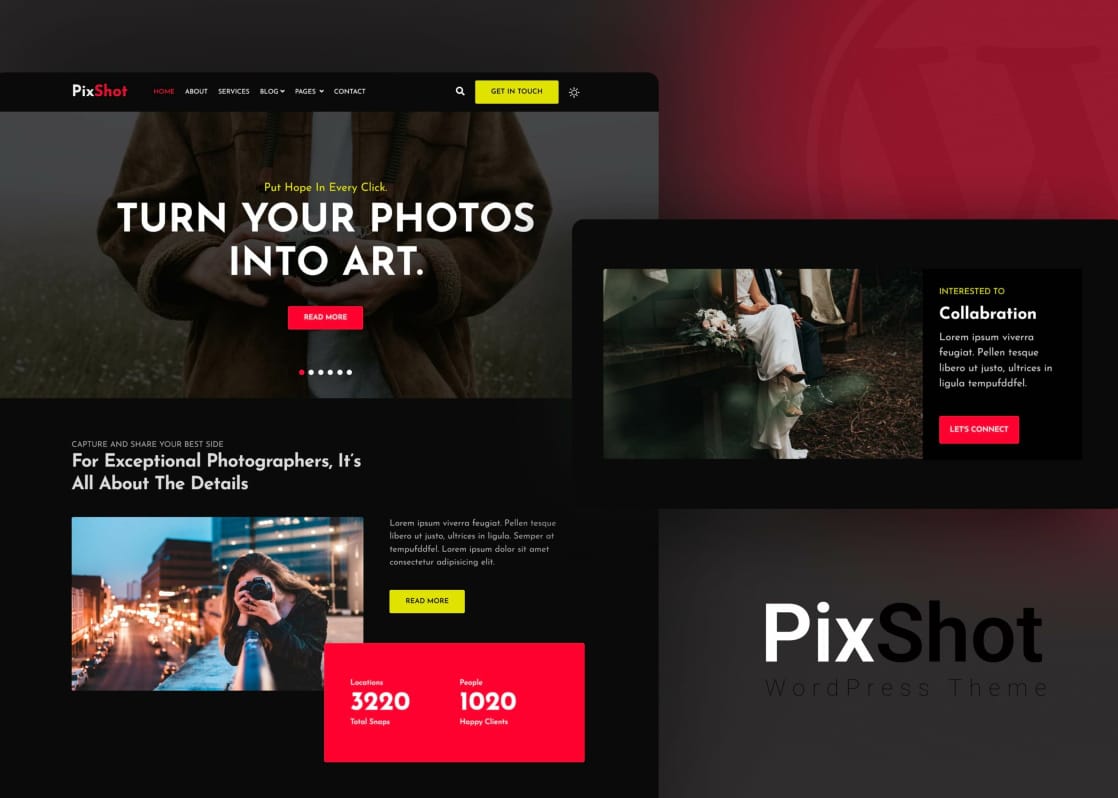 PixShot
HOME ABOUT SERVICES BLOG PAGES CONTACT
GET IN TOUCH
Put Hope In Every Click.
TURN YOUR PHOTOS
INTO ART.
READ MORE
INTERESTED TO
Collabration
Lorem ipsum viverra
feugiat. Pellen tesque
libero ut justo, ultrices in
ligula tempufddfel.
LET'S CONNECT
CAPTURE AND SHARE YOUR BEST SIDE
For Exceptional Photographers, It's
All About The Details
Lorem ipsum viverra feugiat. Pellen tesque
libero ut justo, ultrices in ligula. Semper at
tempufddfel. Lorem ipsum dolor sit amet
consectetur adipisicing elit.
READ MORE
Locations
3220
Total Snaps
People
1020
Happy Clients
PixShot
WordPress Theme